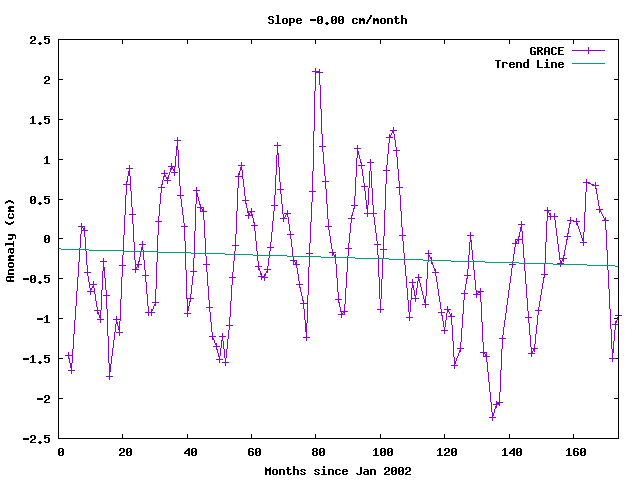 Slope -0.00 cm/month
GRACE
Trend Line
2.5
2
1.5
1
0.5
0
-0.5
-1
-1.5
-2
-2.5
Anomaly (cm)
0 20 40 60 80 100 120 140 160
Months since Jan 2002